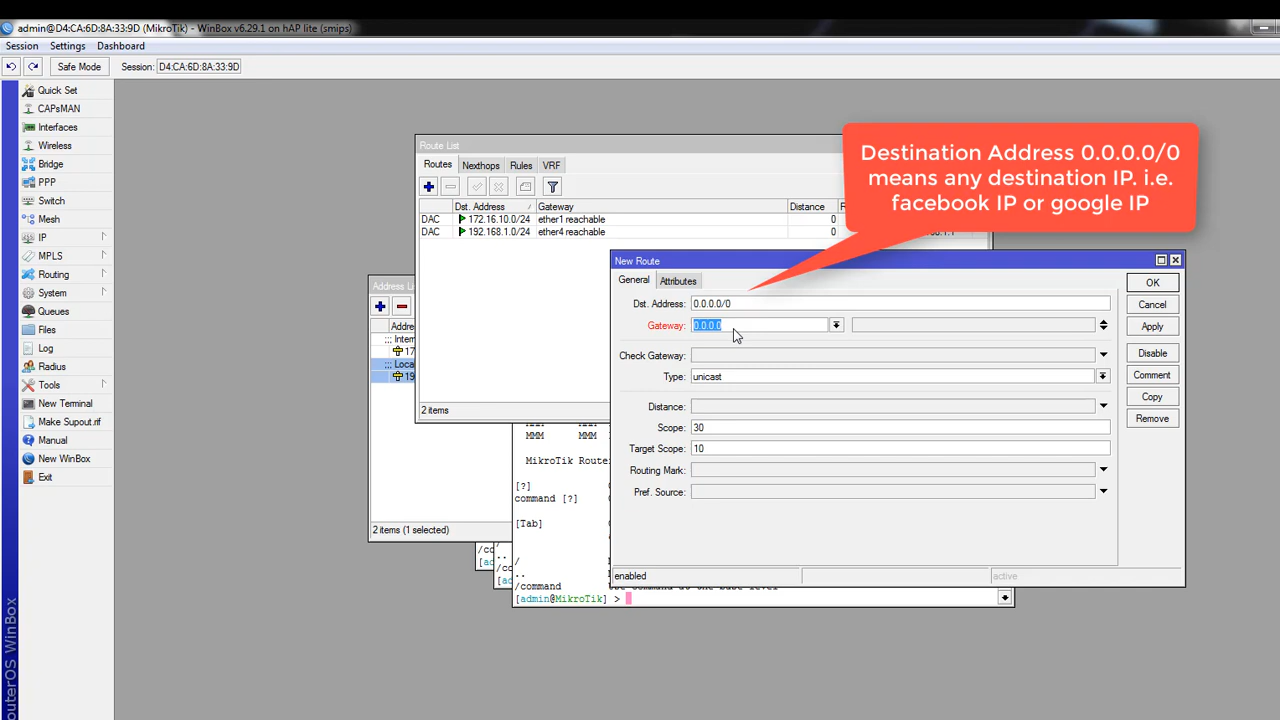 admin@D4:CA:6D:8A:33:9D (MikroTik) - WinBox v6.29.1 on hAP lite (smips)
Session Settings Dashboard
Safe Mode Session: D4:CA:6D:8A:33:9D
Quick Set
CAPsMAN
Interfaces
Wireless
Bridge
PPP
Switch
Mesh
IP
MPLS
Routing
System
Queues
Files
Log
Radius
Tools
New Terminal
Make Supout.rif
Manual
New WinBox
Exit
RouterOS WinBox
Route List
Routes Nexthops Rules VRF
Dst. Address Gateway Distance
DAC 172.16.10.0/24 ether1 reachable 0
DAC 192.168.1.0/24 ether4 reachable 0
2 items
Destination Address 0.0.0.0/0
means any destination IP. i.e.
facebook IP or google IP
Address
::: Inter
17
::: Loca
19
2 items (1 selected)
New Route
General Attributes
Dst. Address: 0.0.0.0/0
Gateway: 0.0.0.0
Check Gateway:
Type: unicast
Distance:
Scope: 30
Target Scope: 10
Routing Mark:
Pref. Source:
OK
Cancel
Apply
Disable
Comment
Copy
Remove
enabled active
MMM MMM
MikroTik Router
[?]
command [?]
[Tab]
/
..
/command
[admin@MikroTik] >